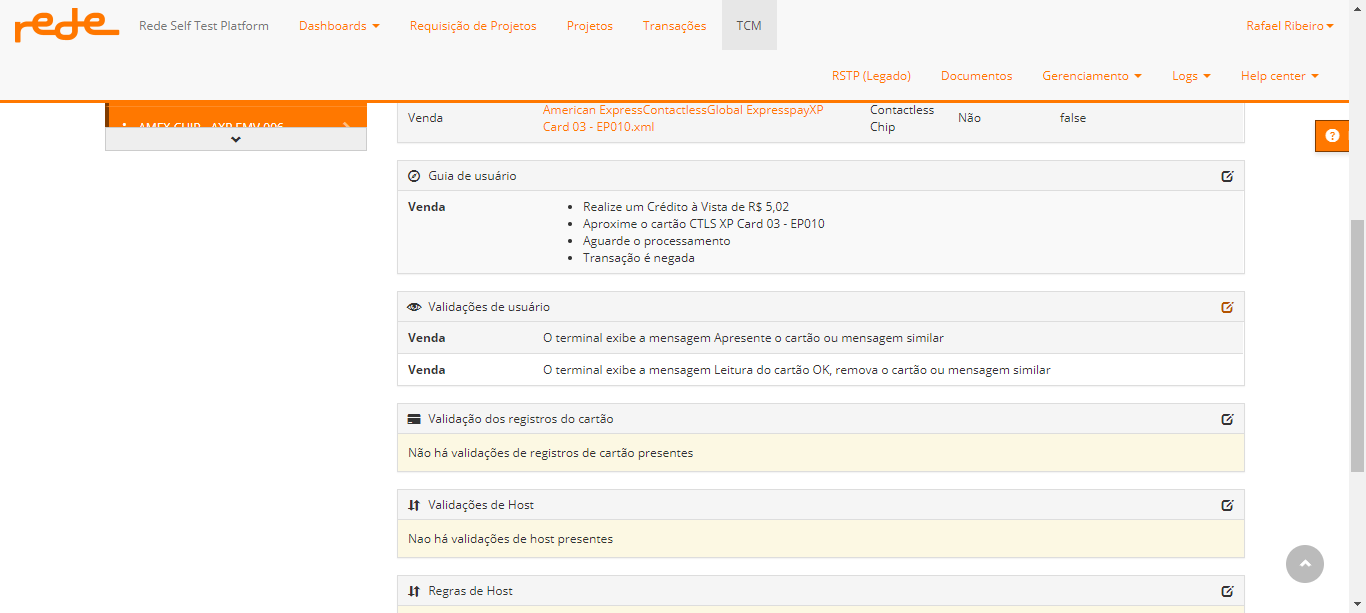 rede Rede Self Test Platform Dashboards Requisição de Projetos Projetos Transações TCM Rafael Ribeiro
RSTP (Legado) Documentos Gerenciamento Logs Help center
AMEX CHIP - AXP EMV 006
Venda American ExpressContactlessGlobal ExpresspayXP Contactless Não false
Card 03 - EP010.xml Chip
Guia de usuário
Venda • Realize um Crédito à Vista de R$ 5,02
• Aproxime o cartão CTLS XP Card 03 - EP010
• Aguarde o processamento
• Transação é negada
Validações de usuário
Venda O terminal exibe a mensagem Apresente o cartão ou mensagem similar
Venda O terminal exibe a mensagem Leitura do cartão OK, remova o cartão ou mensagem similar
Validação dos registros do cartão
Não há validações de registros de cartão presentes
Validações de Host
Nao há validações de host presentes
Regras de Host